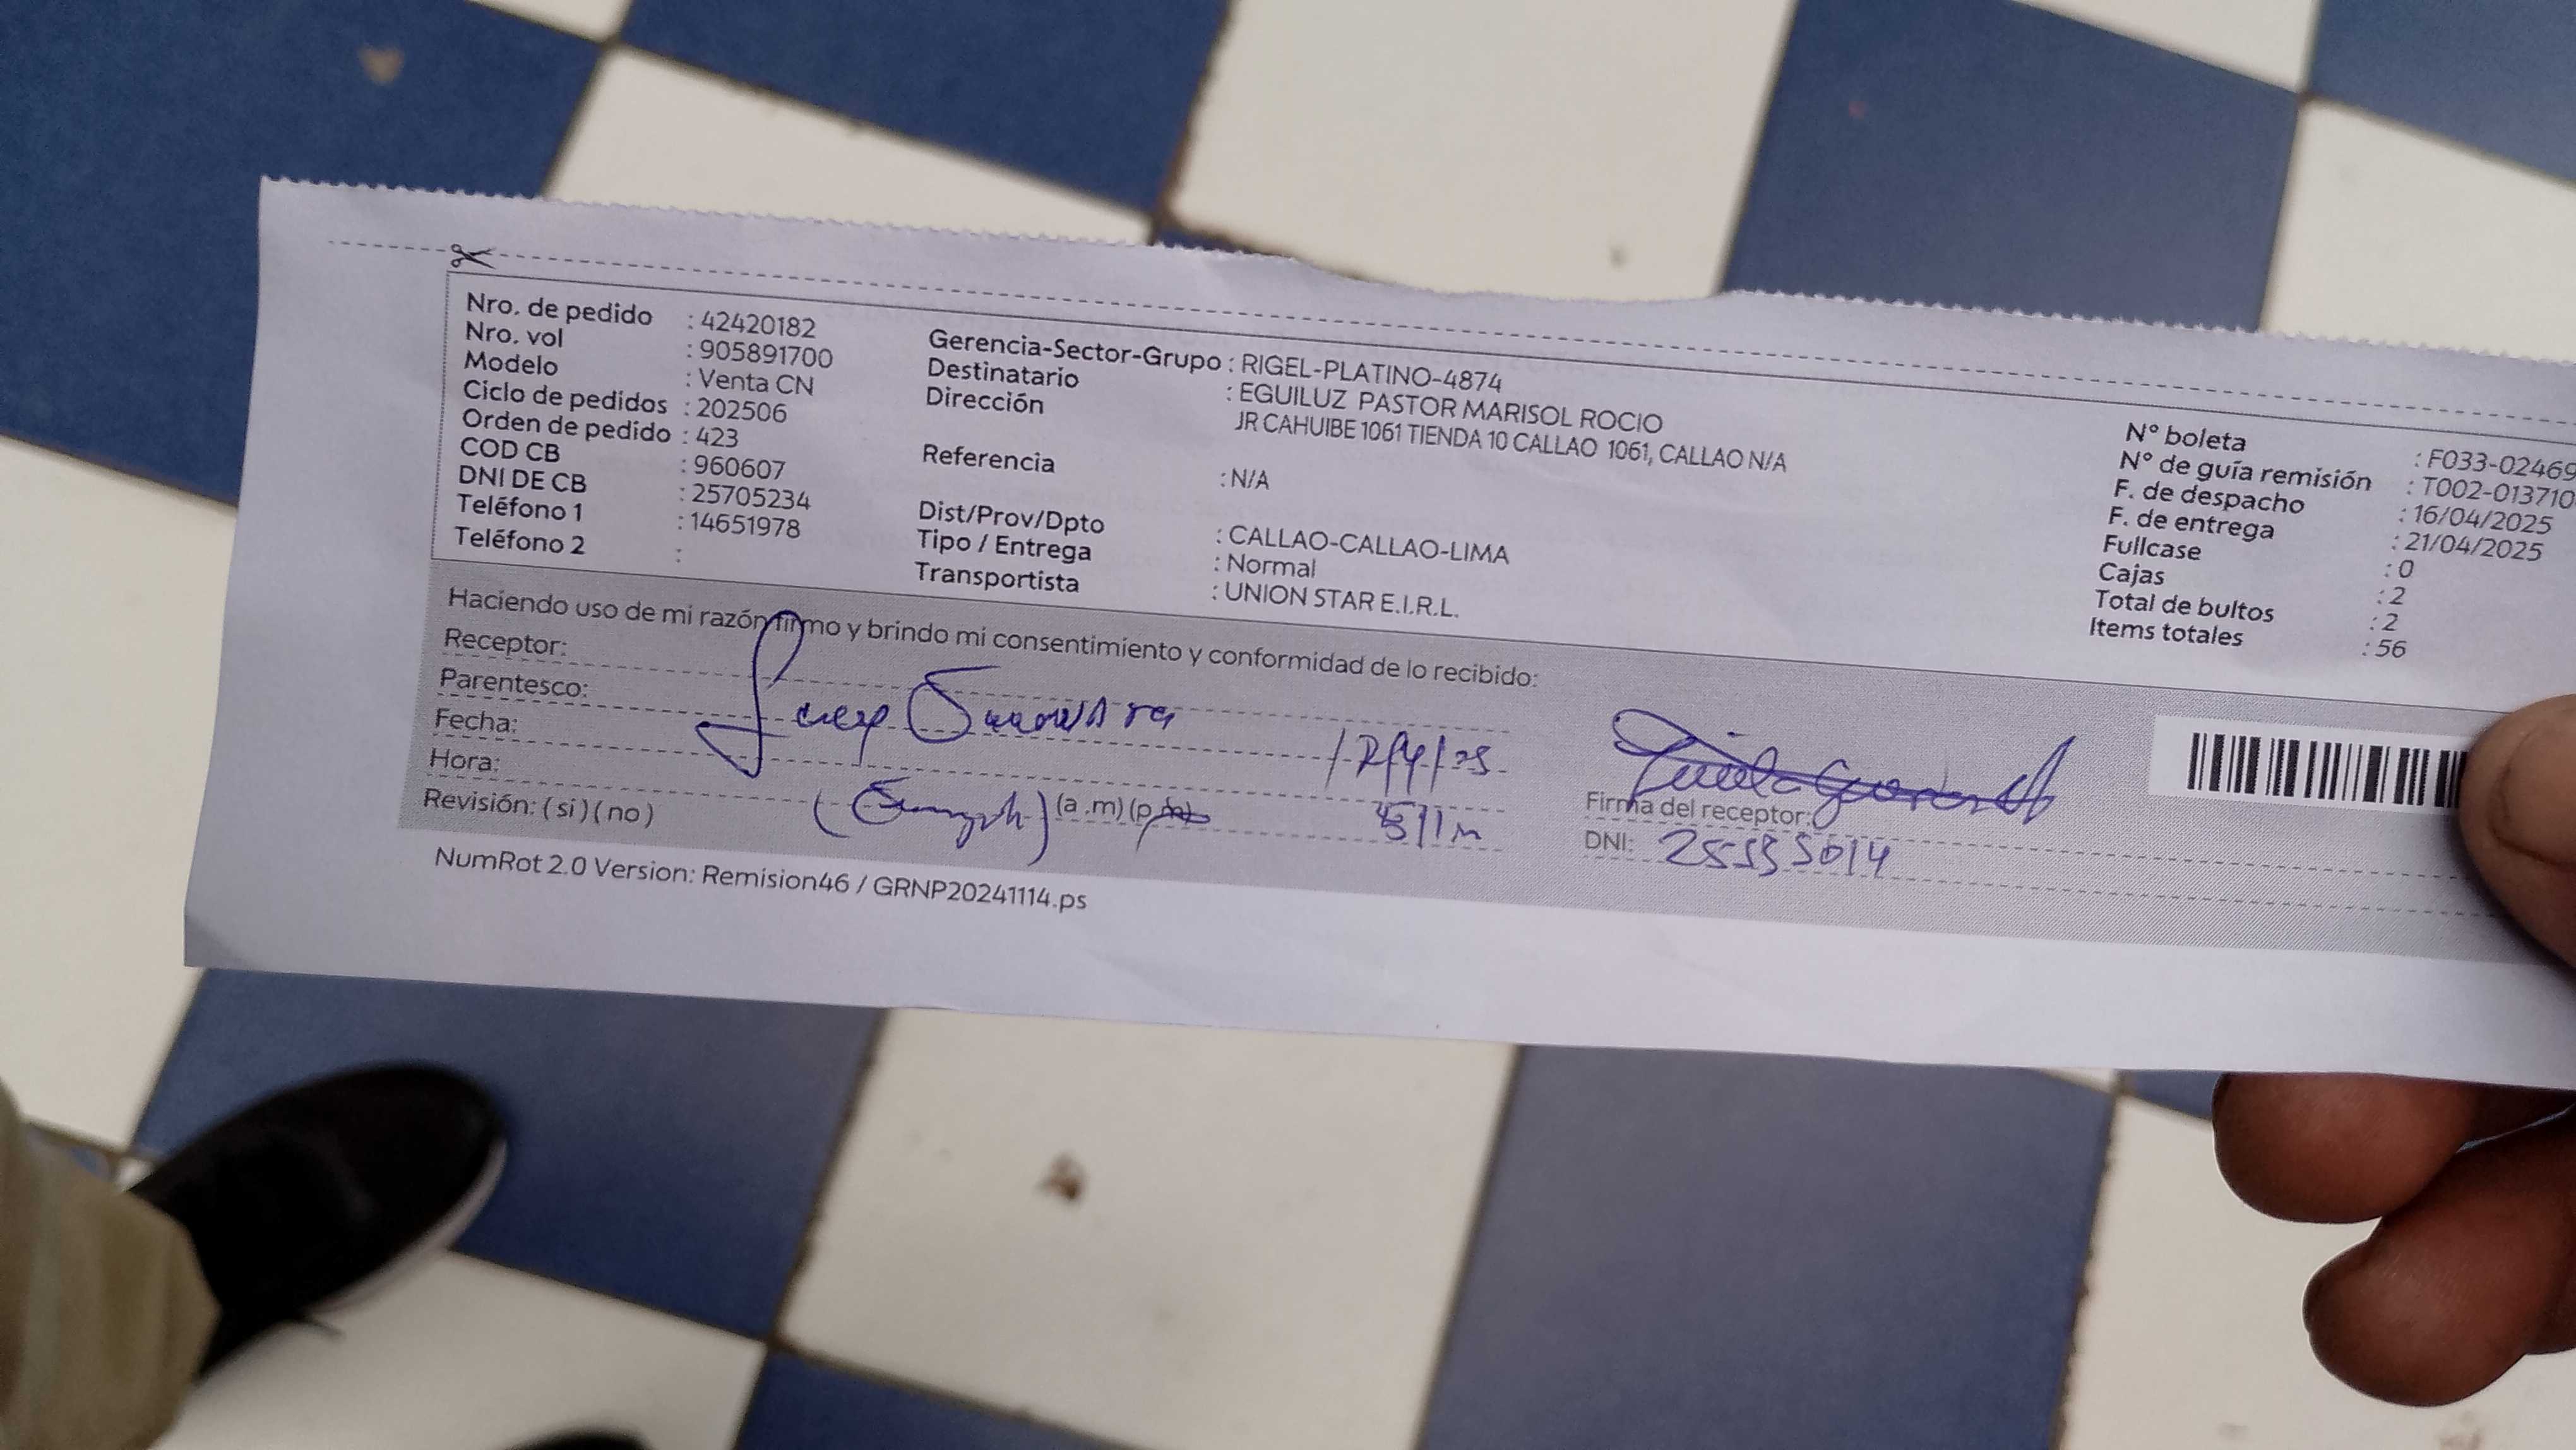 Nro. de pedido : 42420182
Nro. vol : 905891700
Modelo : Venta CN
Ciclo de pedidos : 202506
Orden de pedido : 423
COD CB : 960607
DNI DE CB : 25705234
Teléfono 1 : 14651978
Teléfono 2 :
Gerencia-Sector-Grupo : RIGEL-PLATINO-4874
Destinatario : EGUILUZ PASTOR MARISOL ROCIO
Dirección JR CAHUIBE 1061 TIENDA 10 CALLAO 1061, CALLAO N/A
Referencia : N/A
Dist/Prov/Dpto : CALLAO-CALLAO-LIMA
Tipo / Entrega : Normal
Transportista : UNION STAR E.I.R.L.
N° boleta : F033-02469
N° de guía remisión : T002-013710
F. de despacho : 16/04/2025
F. de entrega : 21/04/2025
Fullcase : 0
Cajas : 2
Total de bultos : 2
Items totales : 56
Haciendo uso de mi razón firmo y brindo mi consentimiento y conformidad de lo recibido:
Receptor:
Parentesco:
Fecha:
Hora:
Revisión: ( si ) ( no ) (a .m) (p
Firma del receptor:
DNI:
NumRot 2.0 Version: Remision46 / GRNP20241114.ps